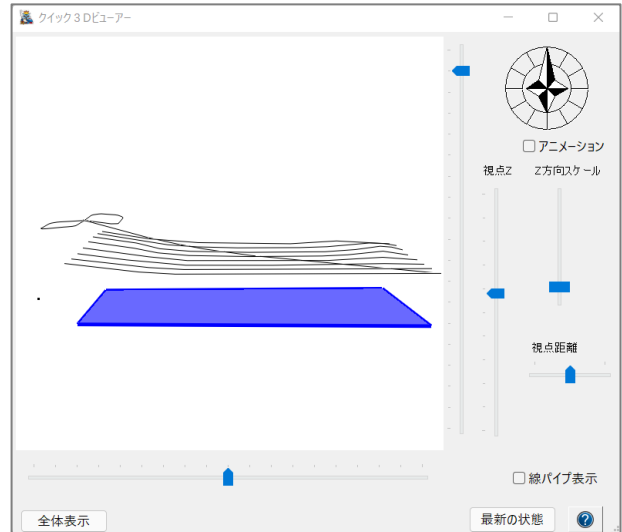 クイック３Dビューアー
アニメーション
視点Z
Z方向スケール
視点距離
線パイプ表示
全体表示
最新の状態
?